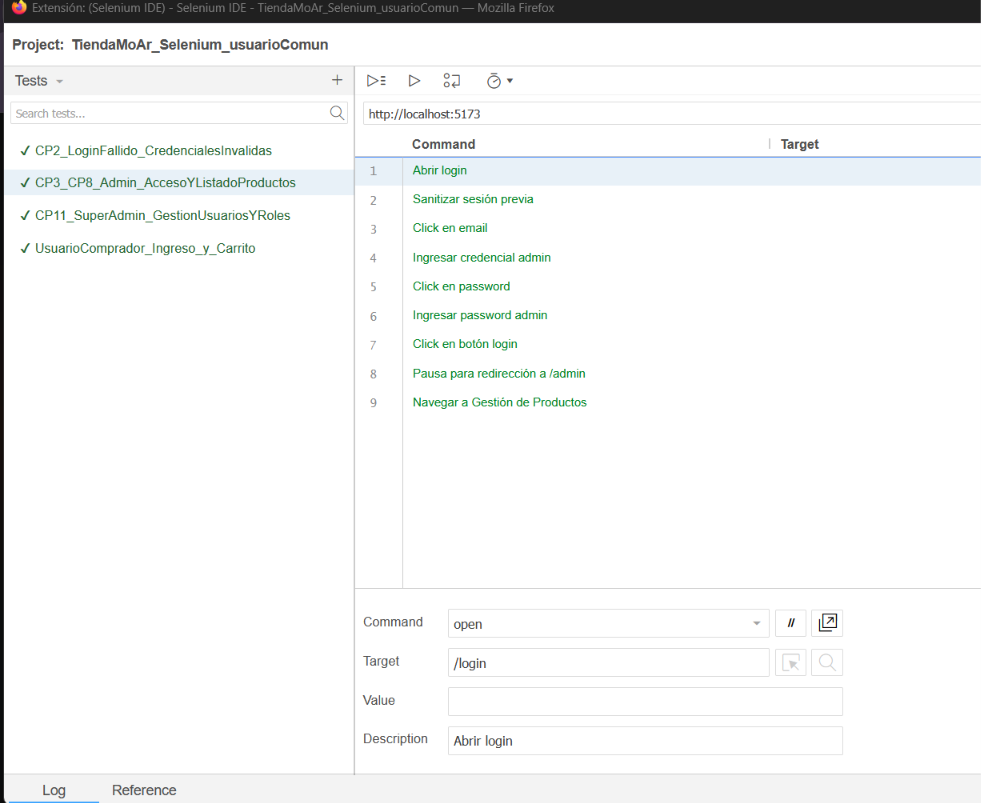 Extensión: (Selenium IDE) - Selenium IDE - TiendaMoAr_Selenium_usuarioComun — Mozilla Firefox
Project: TiendaMoAr_Selenium_usuarioComun
Tests
Search tests...
CP2_LoginFallido_CredencialesInvalidas
CP3_CP8_Admin_AccesoYListadoProductos
CP11_SuperAdmin_GestionUsuariosYRoles
UsuarioComprador_Ingreso_y_Carrito
http://localhost:5173
Command Target
1 Abrir login
2 Sanitizar sesión previa
3 Click en email
4 Ingresar credencial admin
5 Click en password
6 Ingresar password admin
7 Click en botón login
8 Pausa para redirección a /admin
9 Navegar a Gestión de Productos
Command open //
Target /login
Value
Description Abrir login
Log Reference